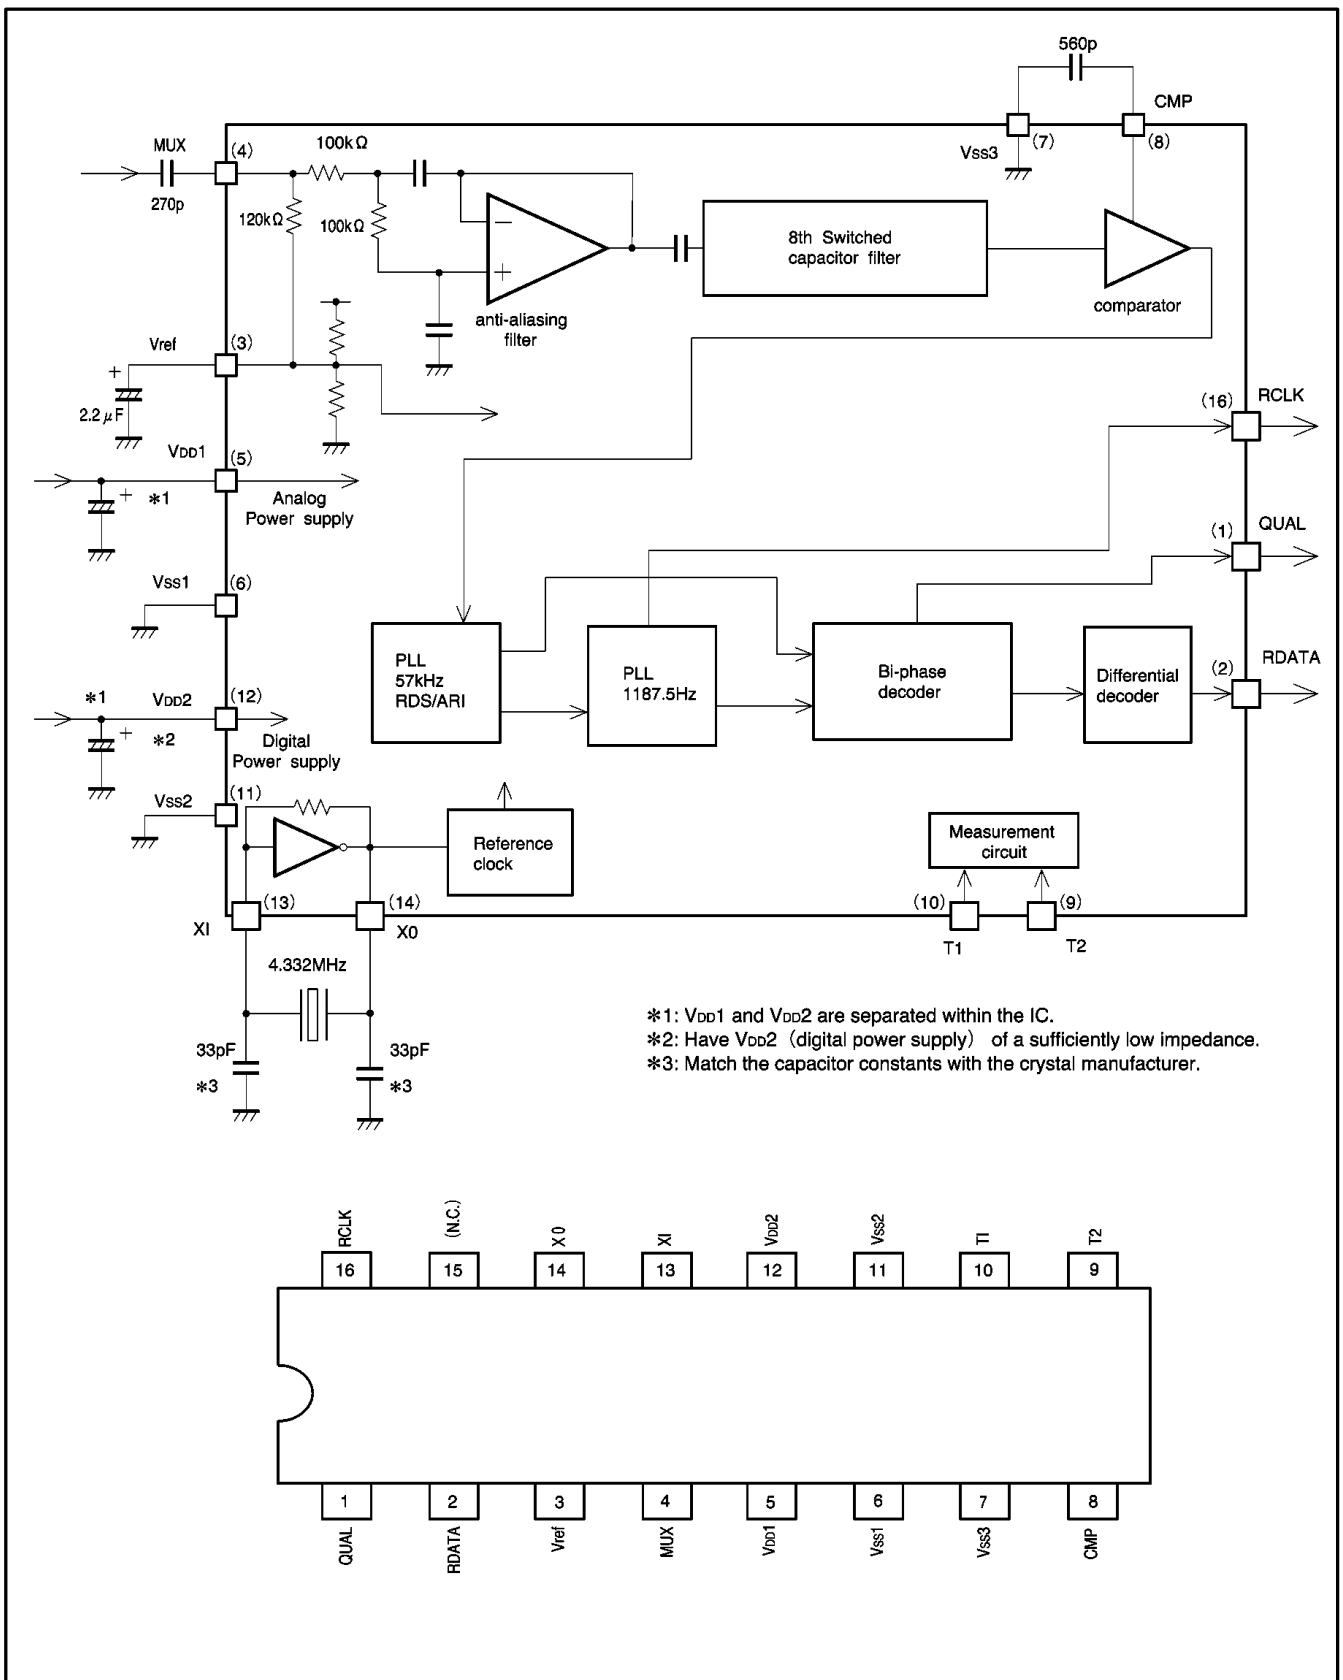 560p
CMP
MUX
(4)
100kΩ
Vss3
(7)
(8)
270p
120kΩ
100kΩ
−
+
8th Switched
capacitor filter
comparator
anti-aliasing
filter
Vref
(3)
+
2.2μF
(16)
RCLK
VDD1
(5)
+
*1
Analog
Power supply
(1)
QUAL
Vss1
(6)
PLL
57kHz
RDS/ARI
PLL
1187.5Hz
Bi-phase
decoder
Differential
decoder
(2)
RDATA
*1
VDD2
(12)
+
*2
Digital
Power supply
Vss2
(11)
Reference
clock
Measurement
circuit
(13)
(14)
(10)
(9)
XI
X0
T1
T2
4.332MHz
33pF
*3
33pF
*3
*1: VDD1 and VDD2 are separated within the IC.
*2: Have VDD2 (digital power supply) of a sufficiently low impedance.
*3: Match the capacitor constants with the crystal manufacturer.
RCLK
(N.C.)
X0
XI
VDD2
Vss2
TI
T2
16
15
14
13
12
11
10
9
1
2
3
4
5
6
7
8
QUAL
RDATA
Vref
MUX
VDD1
Vss1
Vss3
CMP